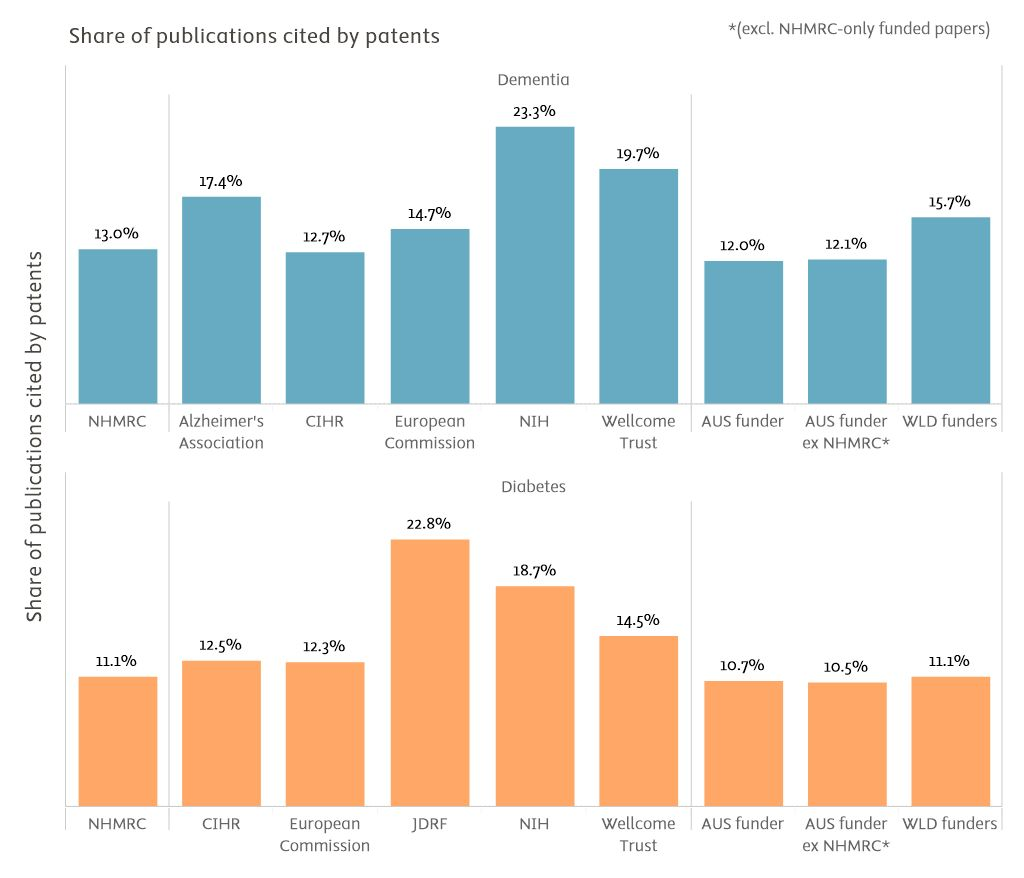 Share of publications cited by patents
*(excl. NHMRC-only funded papers)
Share of publications cited by patents
Dementia
13.0%
17.4%
12.7%
14.7%
23.3%
19.7%
12.0%
12.1%
15.7%
NHMRC
Alzheimer's
Association
CIHR
European
Commission
NIH
Wellcome
Trust
AUS funder
AUS funder
ex NHMRC*
WLD funders
Diabetes
11.1%
12.5%
12.3%
22.8%
18.7%
14.5%
10.7%
10.5%
11.1%
NHMRC
CIHR
European
Commission
JDRF
NIH
Wellcome
Trust
AUS funder
AUS funder
ex NHMRC*
WLD funders